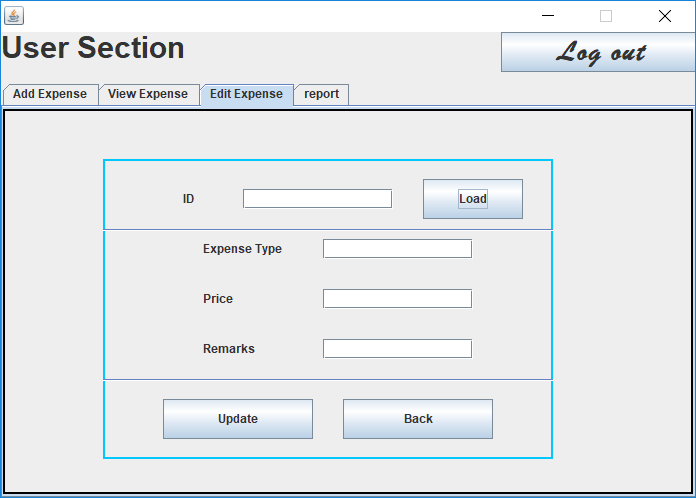 User Section
Log out
Add Expense View Expense Edit Expense report
ID Load
Expense Type
Price
Remarks
Update Back